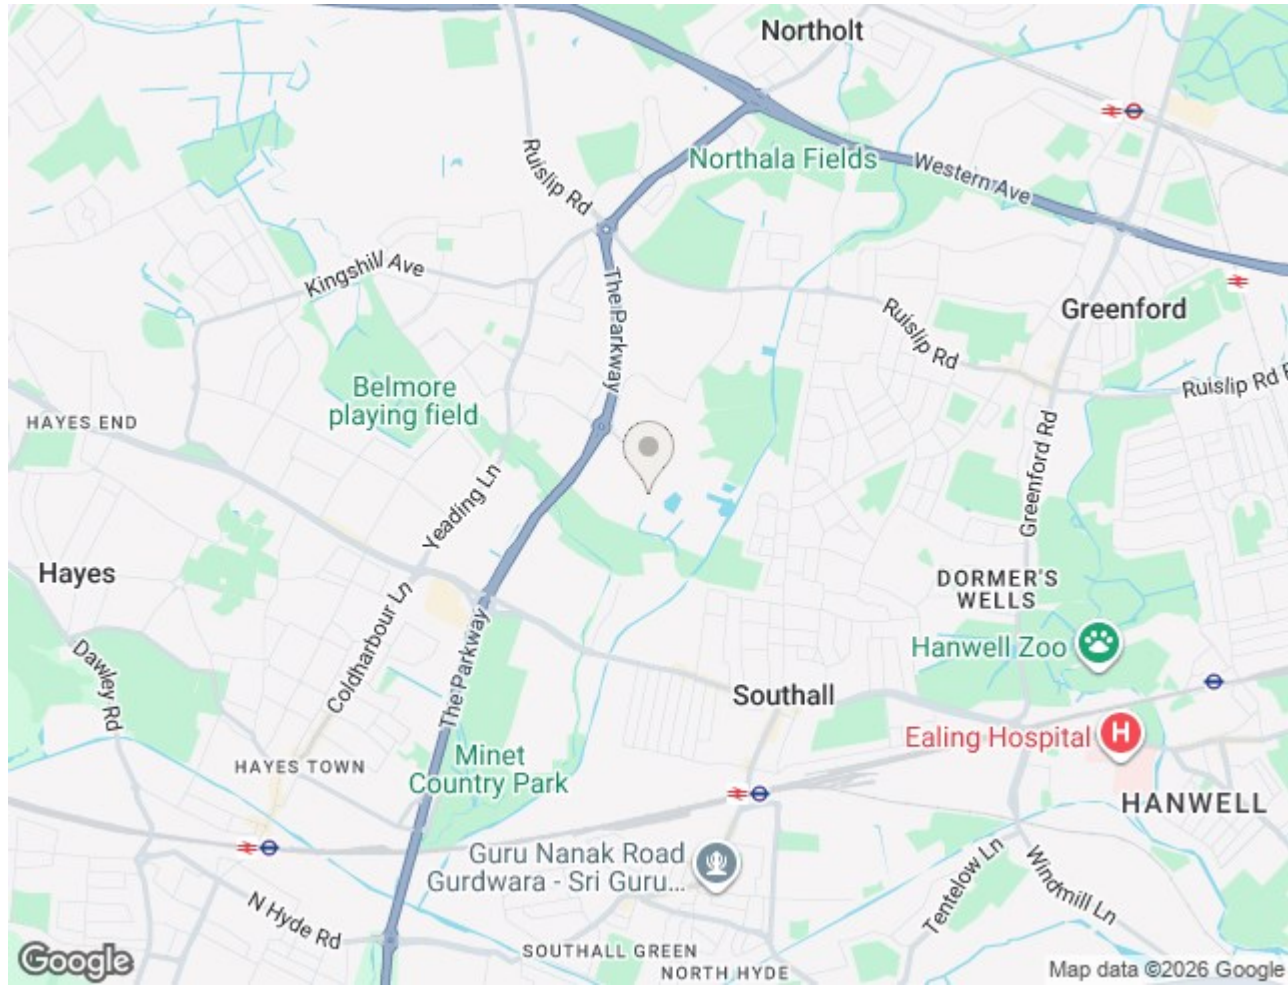 Northolt
Northala Fields
Western Ave
Ruislip Rd
Kingshill Ave
The Parkway
Greenford
Ruislip Rd
Ruislip Rd E
Belmore
playing field
HAYES END
Greenford Rd
Yeading Ln
Hayes
DORMER'S
WELLS
Coldharbour Ln
The Parkway
Hanwell Zoo
Dawley Rd
Southall
Ealing Hospital
H
Minet
Country Park
HAYES TOWN
HANWELL
Guru Nanak Road
Gurdwara - Sri Guru...
Tentelow Ln
Windmill Ln
N Hyde Rd
SOUTHALL GREEN
NORTH HYDE
Google
Map data ©2026 Google